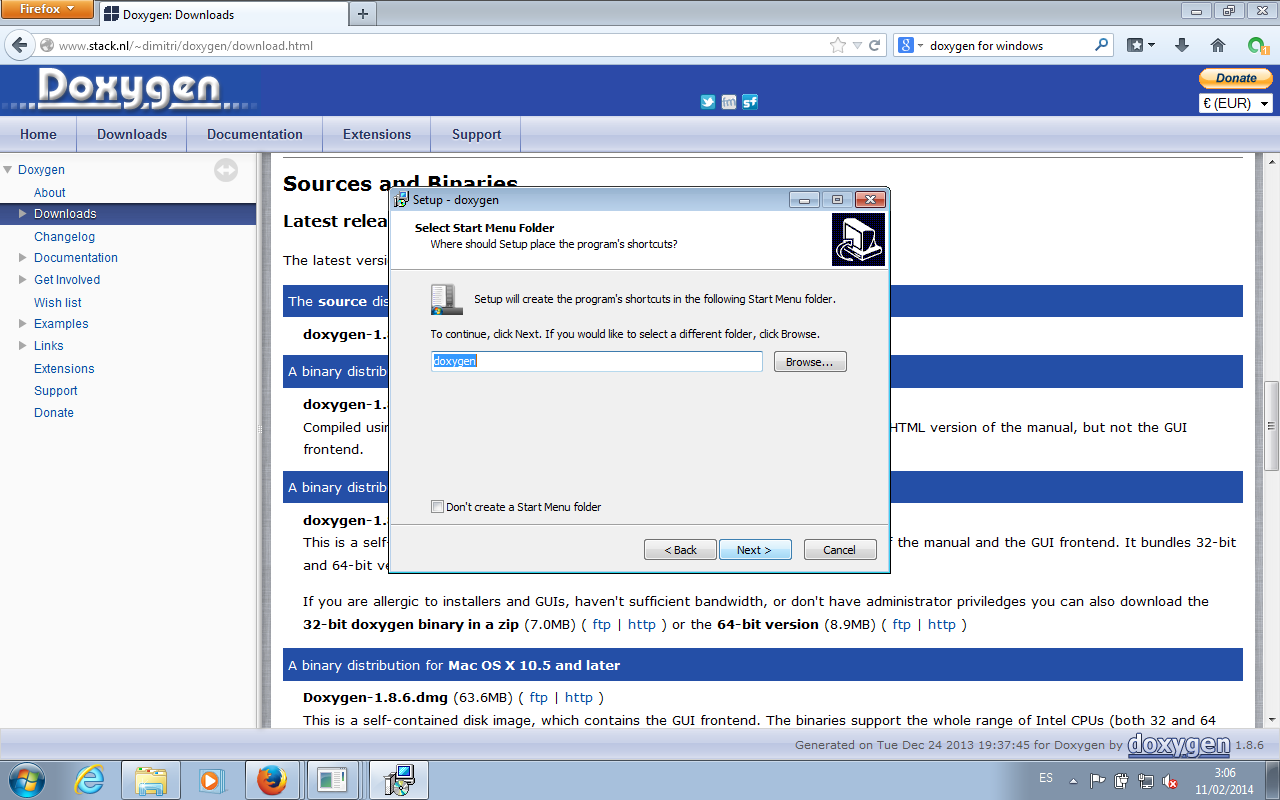 Firefox
Doxygen: Downloads
www.stack.nl/~dimitri/doxygen/download.html
8
doxygen for windows
1
Doxygen
Donate
€ (EUR)
Home
Downloads
Documentation
Extensions
Support
Doxygen
About
Downloads
Changelog
Documentation
Get Involved
Wish list
Examples
Links
Extensions
Support
Donate
Sources and Binaries
Latest relea
The latest versi
The source dis
doxygen-1.
A binary distribu
doxygen-1.
Compiled usin
HTML version of the manual, but not the GUI
frontend.
A binary distrib
doxygen-1.
This is a self-
f the manual and the GUI frontend. It bundles 32-bit
and 64-bit ve
If you are allergic to installers and GUIs, haven't sufficient bandwidth, or don't have administrator priviledges you can also download the
32-bit doxygen binary in a zip (7.0MB) ( ftp | http ) or the 64-bit version (8.9MB) ( ftp | http )
A binary distribution for Mac OS X 10.5 and later
Doxygen-1.8.6.dmg (63.6MB) ( ftp | http )
This is a self-contained disk image, which contains the GUI frontend. The binaries support the whole range of Intel CPUs (both 32 and 64
Setup - doxygen
Select Start Menu Folder
Where should Setup place the program's shortcuts?
Setup will create the program's shortcuts in the following Start Menu folder.
To continue, click Next. If you would like to select a different folder, click Browse.
doxygen
Browse...
Don't create a Start Menu folder
< Back
Next >
Cancel
Generated on Tue Dec 24 2013 19:37:45 for Doxygen by doxygen 1.8.6
ES
3:06
11/02/2014